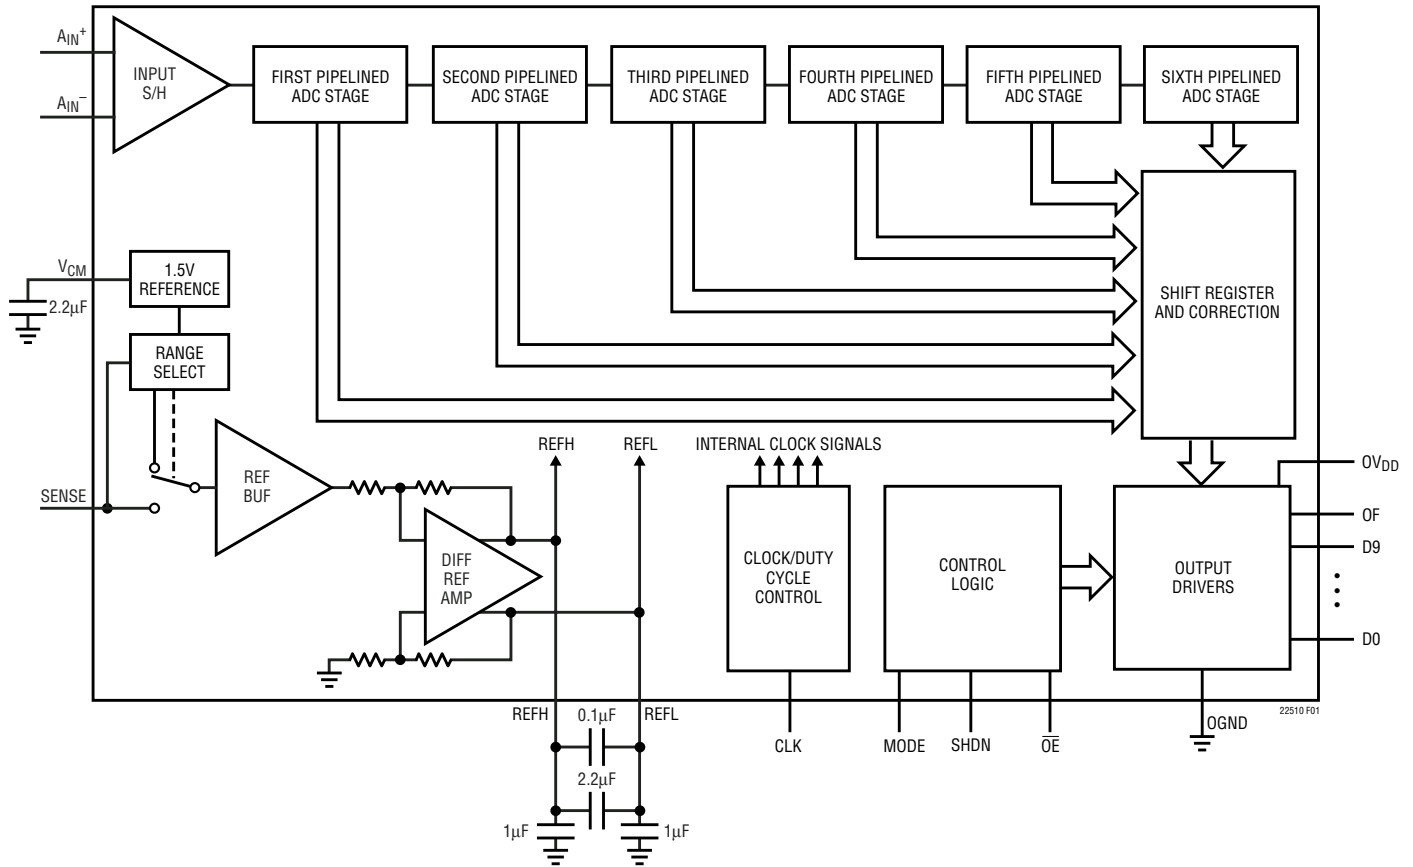 AIN+
AIN–
INPUT
S/H
FIRST PIPELINED
ADC STAGE
SECOND PIPELINED
ADC STAGE
THIRD PIPELINED
ADC STAGE
FOURTH PIPELINED
ADC STAGE
FIFTH PIPELINED
ADC STAGE
SIXTH PIPELINED
ADC STAGE
VCM
2.2μF
1.5V
REFERENCE
RANGE
SELECT
SHIFT REGISTER
AND CORRECTION
SENSE
REF
BUF
REFH
REFL
INTERNAL CLOCK SIGNALS
DIFF
REF
AMP
CLOCK/DUTY
CYCLE
CONTROL
CONTROL
LOGIC
OUTPUT
DRIVERS
OVDD
OF
D9
D0
REFH
0.1μF
REFL
2.2μF
1μF
1μF
CLK
MODE
SHDN
O̅E̅
OGND
22510 F01